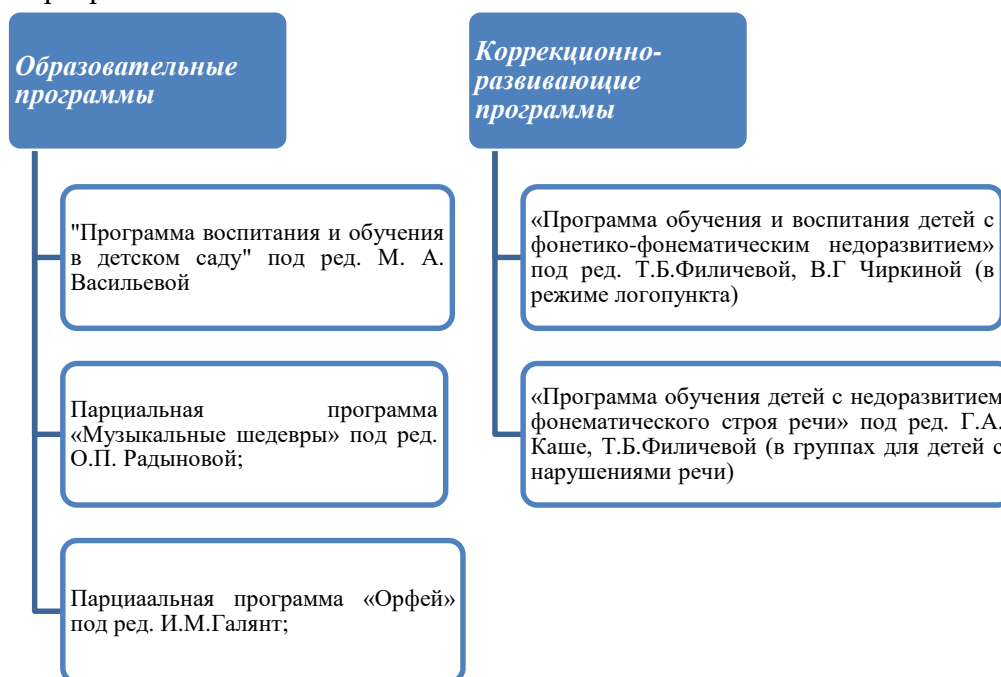 Образовательные
программы
"Программа воспитания и обучения
в детском саду" под ред. М. А.
Васильевой
Парциальная программа
«Музыкальные шедевры» под ред.
О.П. Радыновой;
Парциаальная программа «Орфей»
под ред. И.М.Галянт;
Коррекционно-
развивающие
программы
«Программа обучения и воспитания детей с
фонетико-фонематическим недоразвитием»
под ред. Т.Б.Филичевой, В.Г Чиркиной (в
режиме логопункта)
«Программа обучения детей с недоразвитием
фонематического строя речи» под ред. Г.А.
Каше, Т.Б.Филичевой (в группах для детей с
нарушениями речи)